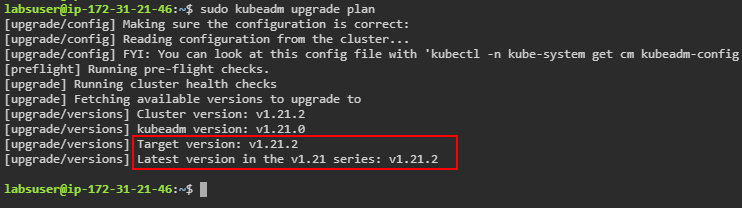 labsuser@ip-172-31-21-46:~$ sudo kubeadm upgrade plan
[upgrade/config] Making sure the configuration is correct:
[upgrade/config] Reading configuration from the cluster...
[upgrade/config] FYI: You can look at this config file with 'kubectl -n kube-system get cm kubeadm-config
[preflight] Running pre-flight checks.
[upgrade] Running cluster health checks
[upgrade] Fetching available versions to upgrade to
[upgrade/versions] Cluster version: v1.21.2
[upgrade/versions] kubeadm version: v1.21.0
[upgrade/versions] Target version: v1.21.2
[upgrade/versions] Latest version in the v1.21 series: v1.21.2
labsuser@ip-172-31-21-46:~$